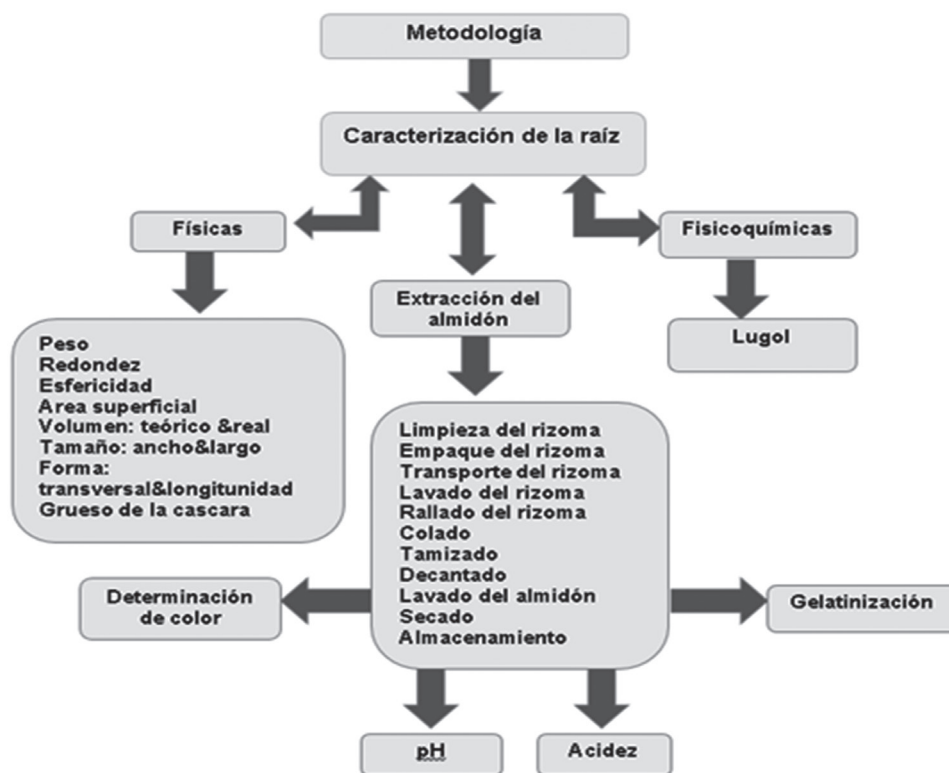 Metodología
Caracterización de la raíz
Físicas
Fisicoquímicas
Extracción del
almidón
Lugol
Peso
Redondez
Esfericidad
Area superficial
Volumen: teórico &real
Tamaño: ancho&largo
Forma:
transversal&longitunidad
Grueso de la cascara
Limpieza del rizoma
Empaque del rizoma
Transporte del rizoma
Lavado del rizoma
Rallado del rizoma
Colado
Tamizado
Decantado
Lavado del almidón
Secado
Almacenamiento
Determinación
de color
Gelatinización
pH
Acidez